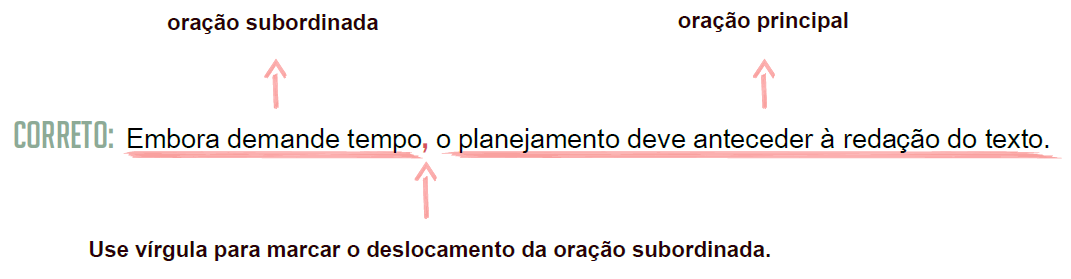 oração subordinada
oração principal
CORRETO: Embora demande tempo, o planejamento deve anteceder à redação do texto.
Use vírgula para marcar o deslocamento da oração subordinada.